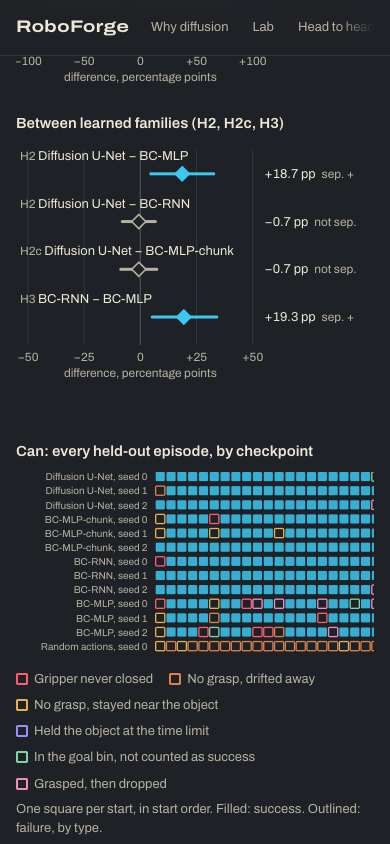 RoboForge Why diffusion Lab Head to head
−100 −50 0 +50 +100
difference, percentage points
Between learned families (H2, H2c, H3)
H2 Diffusion U-Net – BC-MLP
+18.7 pp sep. +
H2 Diffusion U-Net – BC-RNN
−0.7 pp not sep.
H2c Diffusion U-Net – BC-MLP-chunk
−0.7 pp not sep.
H3 BC-RNN – BC-MLP
+19.3 pp sep. +
−50 −25 0 +25 +50
difference, percentage points
Can: every held-out episode, by checkpoint
Diffusion U-Net, seed 0
Diffusion U-Net, seed 1
Diffusion U-Net, seed 2
BC-MLP-chunk, seed 0
BC-MLP-chunk, seed 1
BC-MLP-chunk, seed 2
BC-RNN, seed 0
BC-RNN, seed 1
BC-RNN, seed 2
BC-MLP, seed 0
BC-MLP, seed 1
BC-MLP, seed 2
Random actions, seed 0
Gripper never closed No grasp, drifted away
No grasp, stayed near the object
Held the object at the time limit
In the goal bin, not counted as success
Grasped, then dropped
One square per start, in start order. Filled: success. Outlined:
failure, by type.